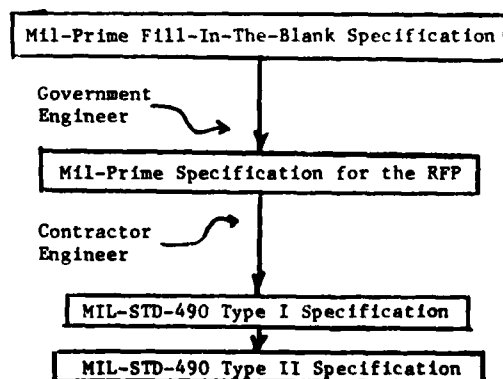 Mil-Prime Fill-In-The-Blank Specification
Government
Engineer
Mil-Prime Specification for the RFP
Contractor
Engineer
MIL-STD-490 Type I Specification
MIL-STD-490 Type II Specification